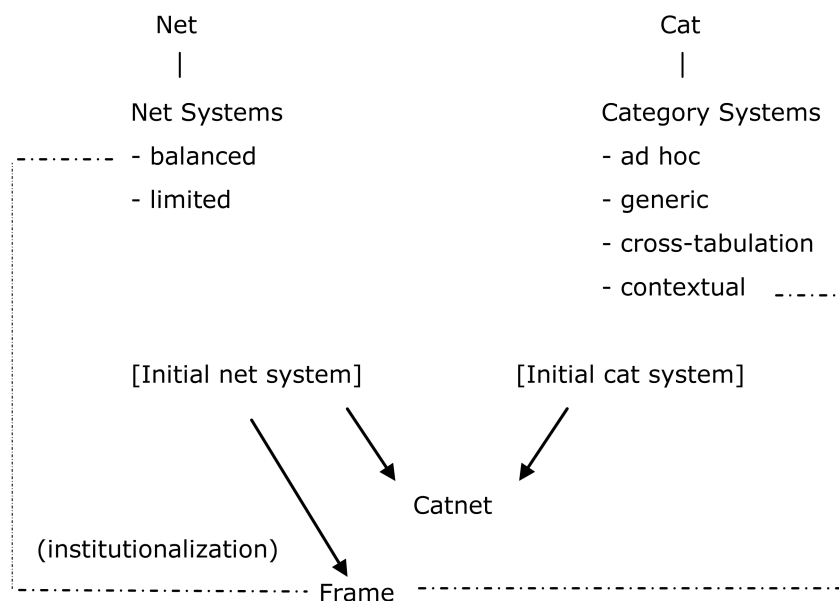 Net
Cat
Net Systems
- balanced
- limited
Category Systems
- ad hoc
- generic
- cross-tabulation
- contextual
[Initial net system]
[Initial cat system]
Catnet
(institutionalization)
Frame